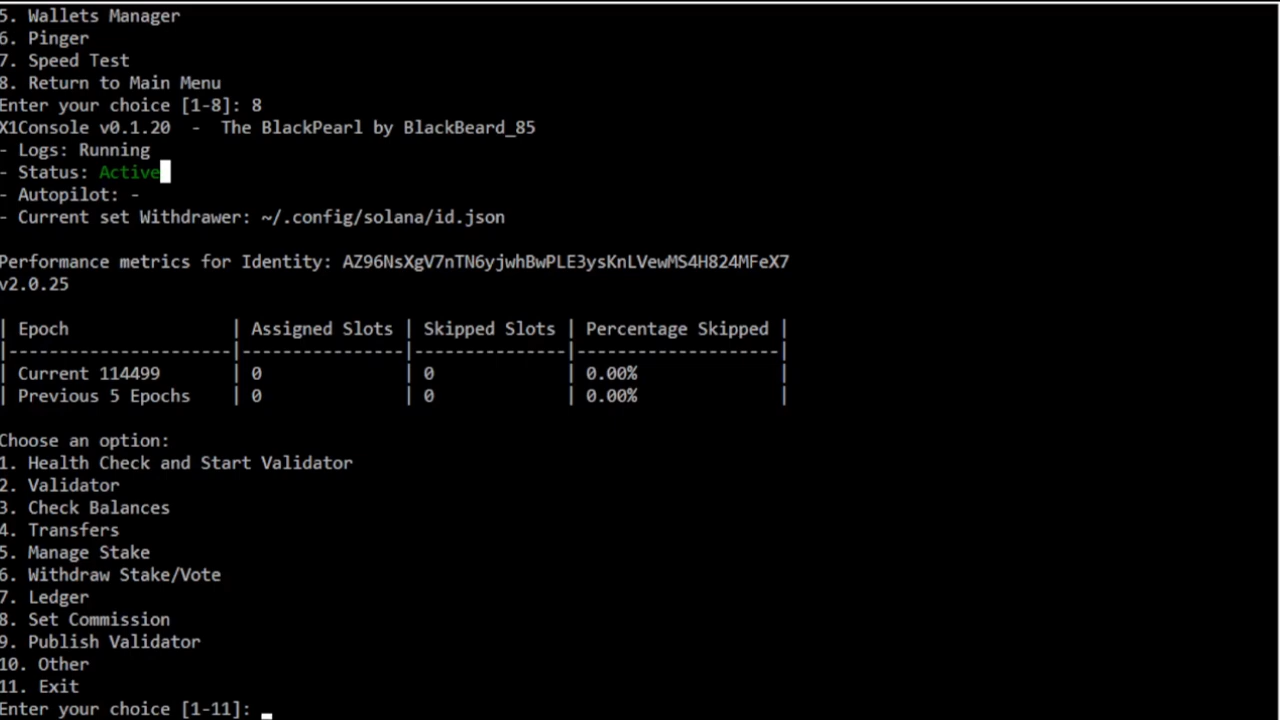 5. Wallets Manager
6. Pinger
7. Speed Test
8. Return to Main Menu
Enter your choice [1-8]: 8
X1Console v0.1.20  -  The BlackPearl by BlackBeard_85
- Logs: Running
- Status: Active
- Autopilot: -
- Current set Withdrawer: ~/.config/solana/id.json
Performance metrics for Identity: AZ96NsXgV7nTN6yjwhBwPLE3ysKnLVewMS4H824MFeX7
v2.0.25
| Epoch | Assigned Slots | Skipped Slots | Percentage Skipped |
|----------------------|----------------|---------------|--------------------|
| Current 114499 | 0 | 0 | 0.00% |
| Previous 5 Epochs | 0 | 0 | 0.00% |
Choose an option:
1. Health Check and Start Validator
2. Validator
3. Check Balances
4. Transfers
5. Manage Stake
6. Withdraw Stake/Vote
7. Ledger
8. Set Commission
9. Publish Validator
10. Other
11. Exit
Enter your choice [1-11]: